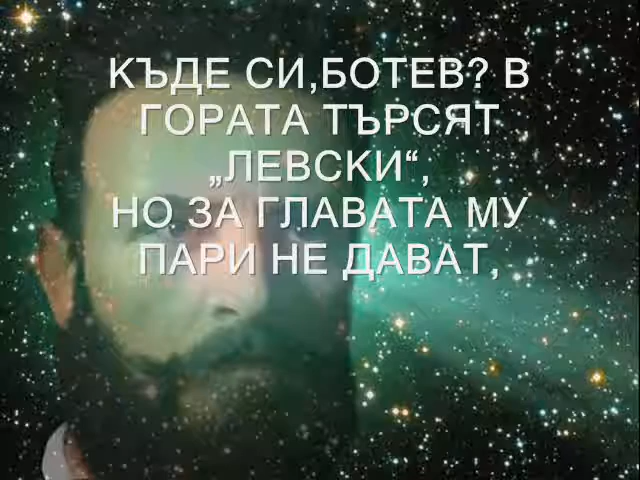 КЪДЕ СИ,БОТЕВ? В
ГОРАТА ТЪРСЯТ
„ЛЕВСКИ“,
НО ЗА ГЛАВАТА МУ
ПАРИ НЕ ДАВАТ,